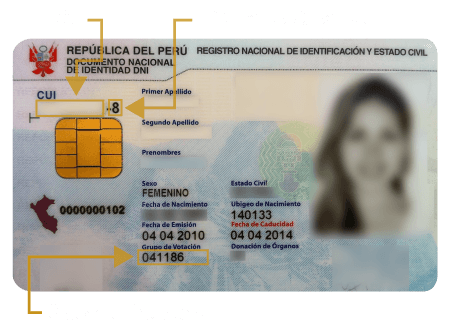 REPÚBLICA DEL PERÚ REGISTRO NACIONAL DE IDENTIFICACIÓN Y ESTADO CIVIL
DOCUMENTO NACIONAL
DE IDENTIDAD DNI
CUI
-8
Primer Apellido
Segundo Apellido
Prenombres
Sexo Estado Civil
FEMENINO
Fecha de Nacimiento Ubigeo de Nacimiento
140133
0000000102
Fecha de Emisión Fecha de Caducidad
04 04 2010 04 04 2014
Grupo de Votación Donación de Órganos
041186